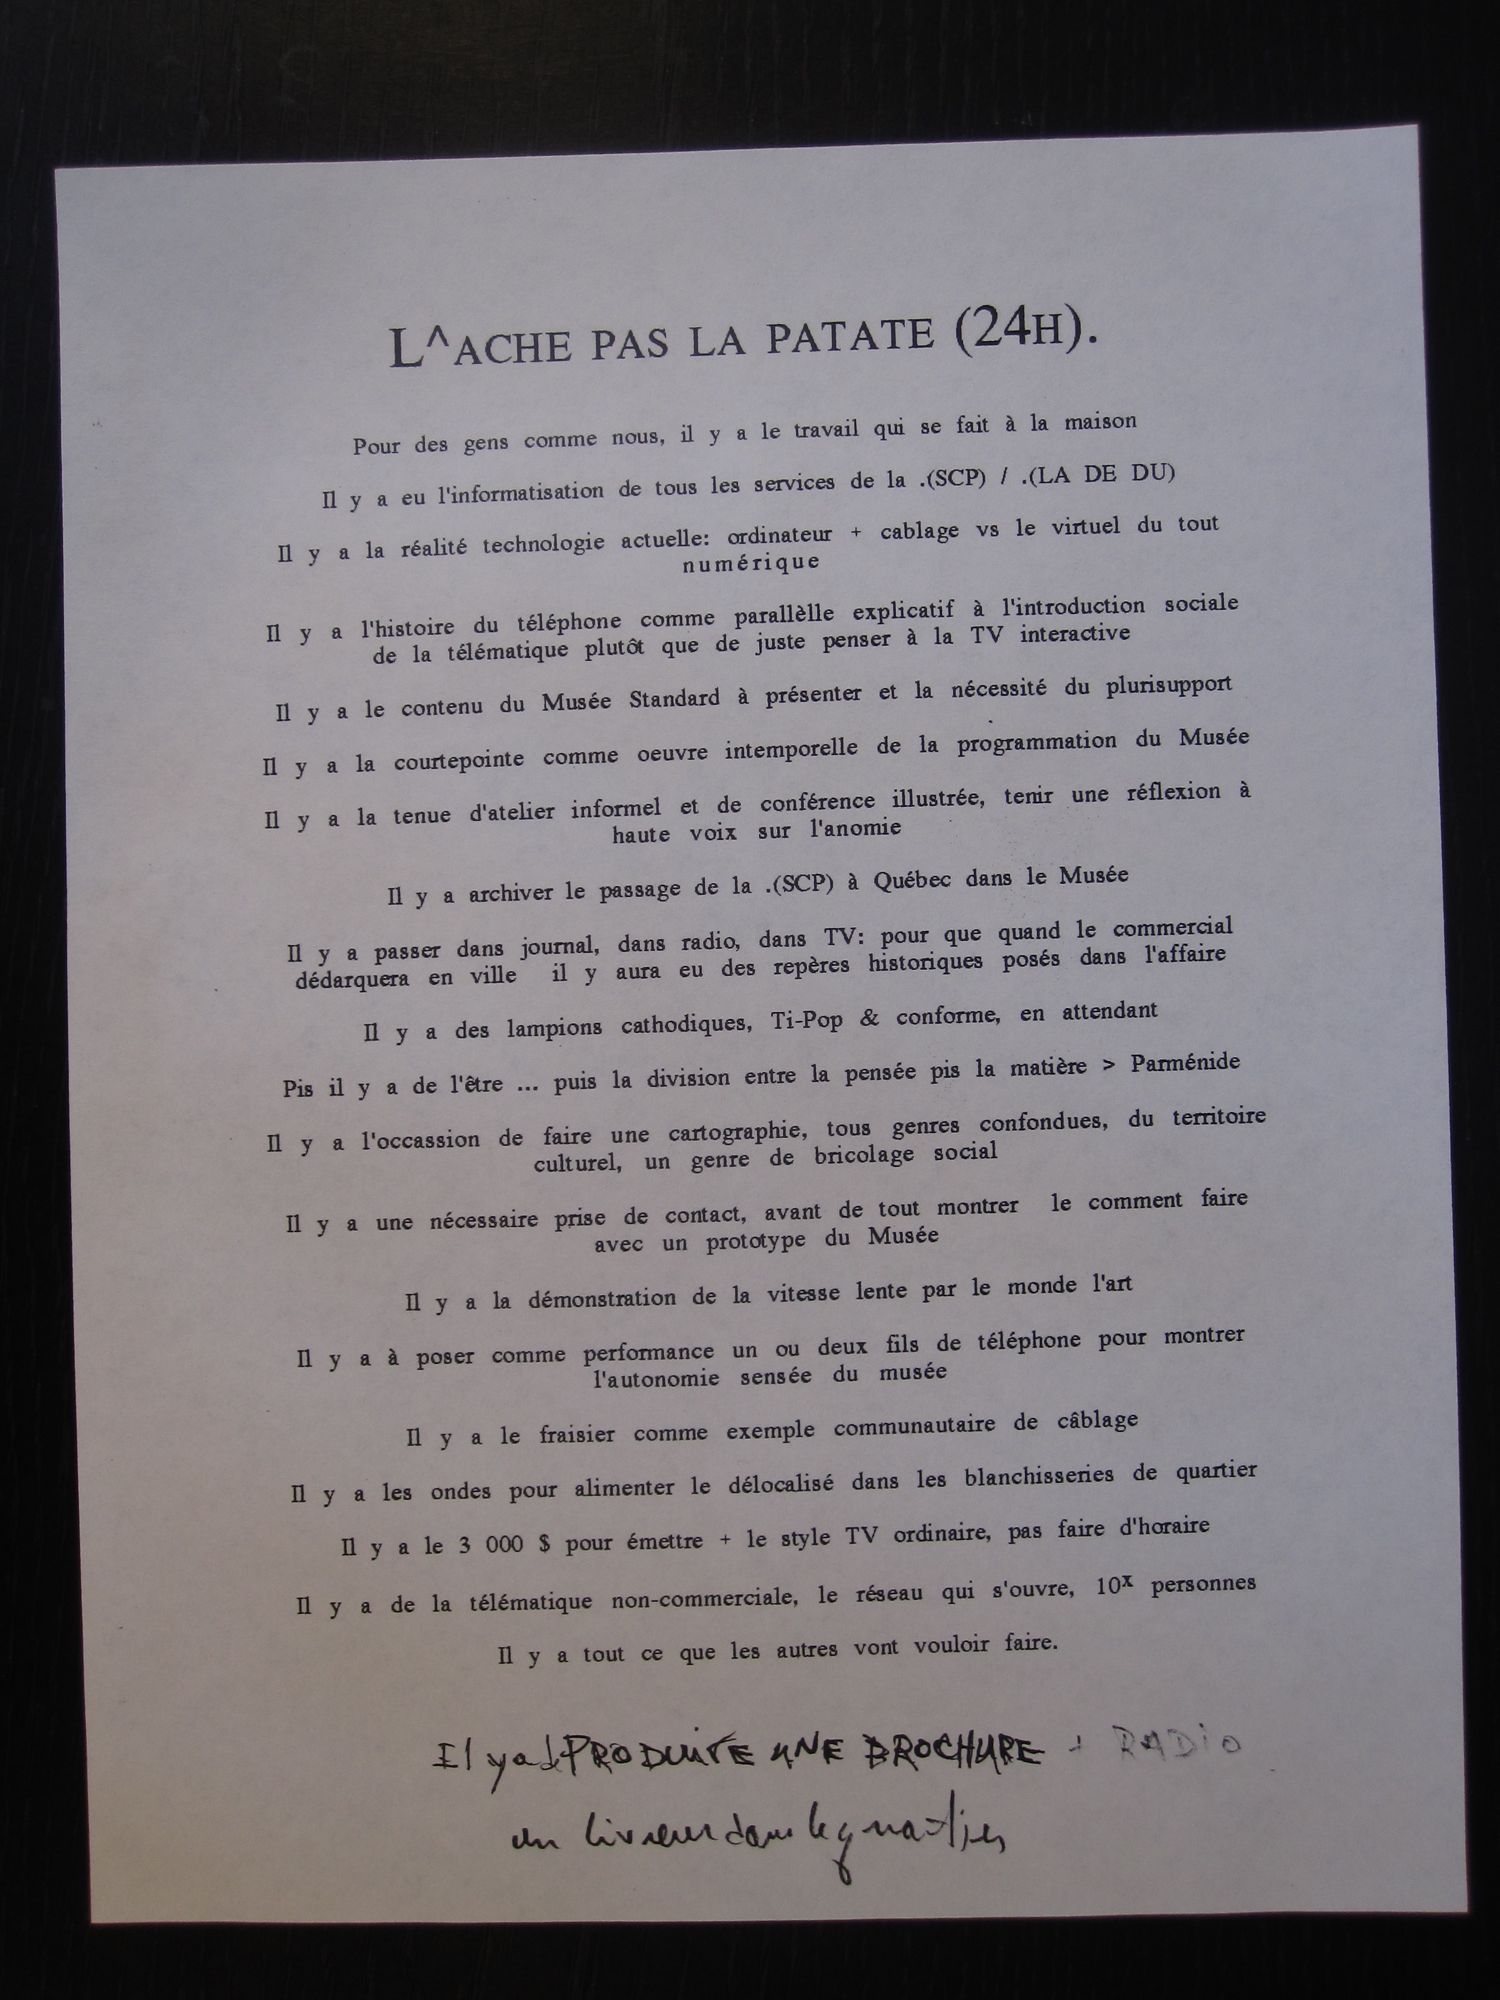 L^ACHE PAS LA PATATE (24H).
Pour des gens comme nous, il y a le travail qui se fait à la maison
Il y a eu l'informatisation de tous les services de la .(SCP) / .(LA DE DU)
Il y a la réalité technologie actuelle: ordinateur + cablage vs le virtuel du tout
numérique
Il y a l'histoire du téléphone comme parallèlle explicatif à l'introduction sociale
de la télématique plutôt que de juste penser à la TV interactive
Il y a le contenu du Musée Standard à présenter et la nécessité du plurisupport
Il y a la courtepointe comme oeuvre intemporelle de la programmation du Musée
Il y a la tenue d'atelier informel et de conférence illustrée, tenir une réflexion à
haute voix sur l'anomie
Il y a archiver le passage de la .(SCP) à Québec dans le Musée
Il y a passer dans journal, dans radio, dans TV: pour que quand le commercial
dédarquera en ville il y aura eu des repères historiques posés dans l'affaire
Il y a des lampions cathodiques, Ti-Pop & conforme, en attendant
Pis il y a de l'être ... puis la division entre la pensée pis la matière > Parménide
Il y a l'occassion de faire une cartographie, tous genres confondues, du territoire
culturel, un genre de bricolage social
Il y a une nécessaire prise de contact, avant de tout montrer le comment faire
avec un prototype du Musée
Il y a la démonstration de la vitesse lente par le monde l'art
Il y a à poser comme performance un ou deux fils de téléphone pour montrer
l'autonomie sensée du musée
Il y a le fraisier comme exemple communautaire de câblage
Il y a les ondes pour alimenter le délocalisé dans les blanchisseries de quartier
Il y a le 3 000 $ pour émettre + le style TV ordinaire, pas faire d'horaire
Il y a de la télématique non-commerciale, le réseau qui s'ouvre, 10ˣ personnes
Il y a tout ce que les autres vont vouloir faire.
Il y a PRODUIRE UNE BROCHURE + RADIO
un livreur dans le quartier